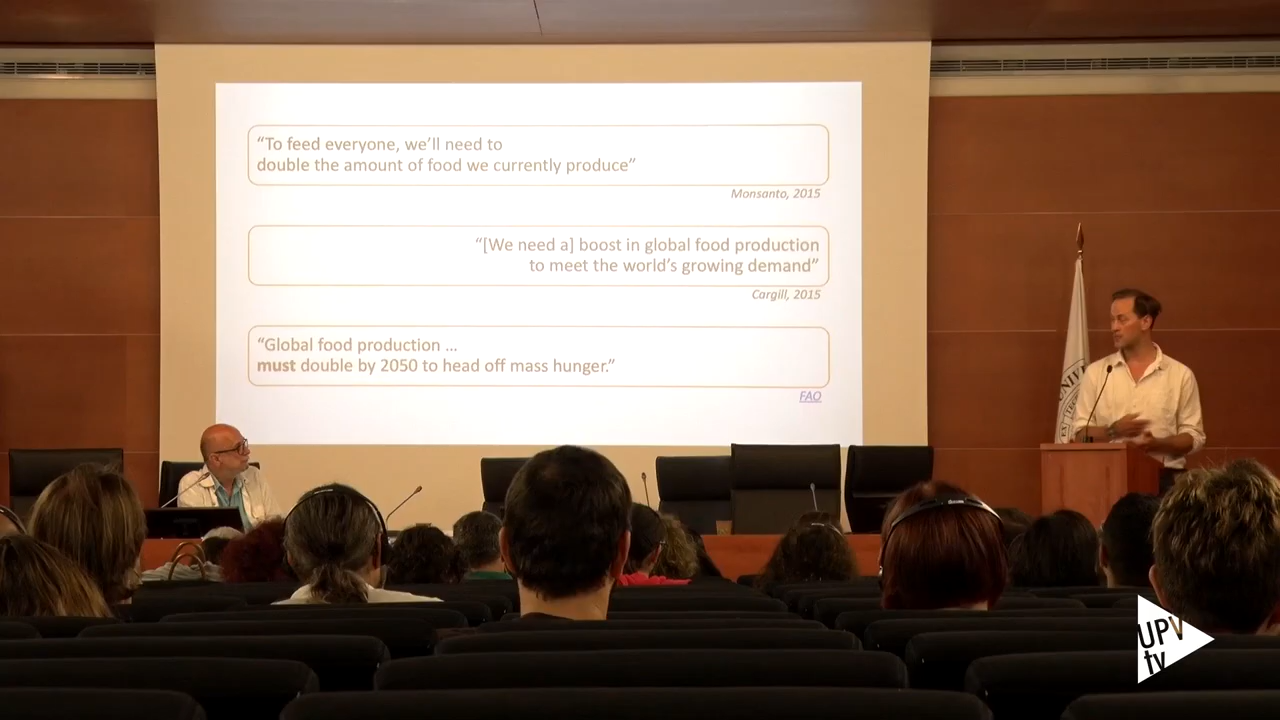 “To feed everyone, we’ll need to
double the amount of food we currently produce”
Monsanto, 2015
“[We need a] boost in global food production
to meet the world’s growing demand”
Cargill, 2015
“Global food production ...
must double by 2050 to head off mass hunger.”
FAO
UNIV
UPV
tv